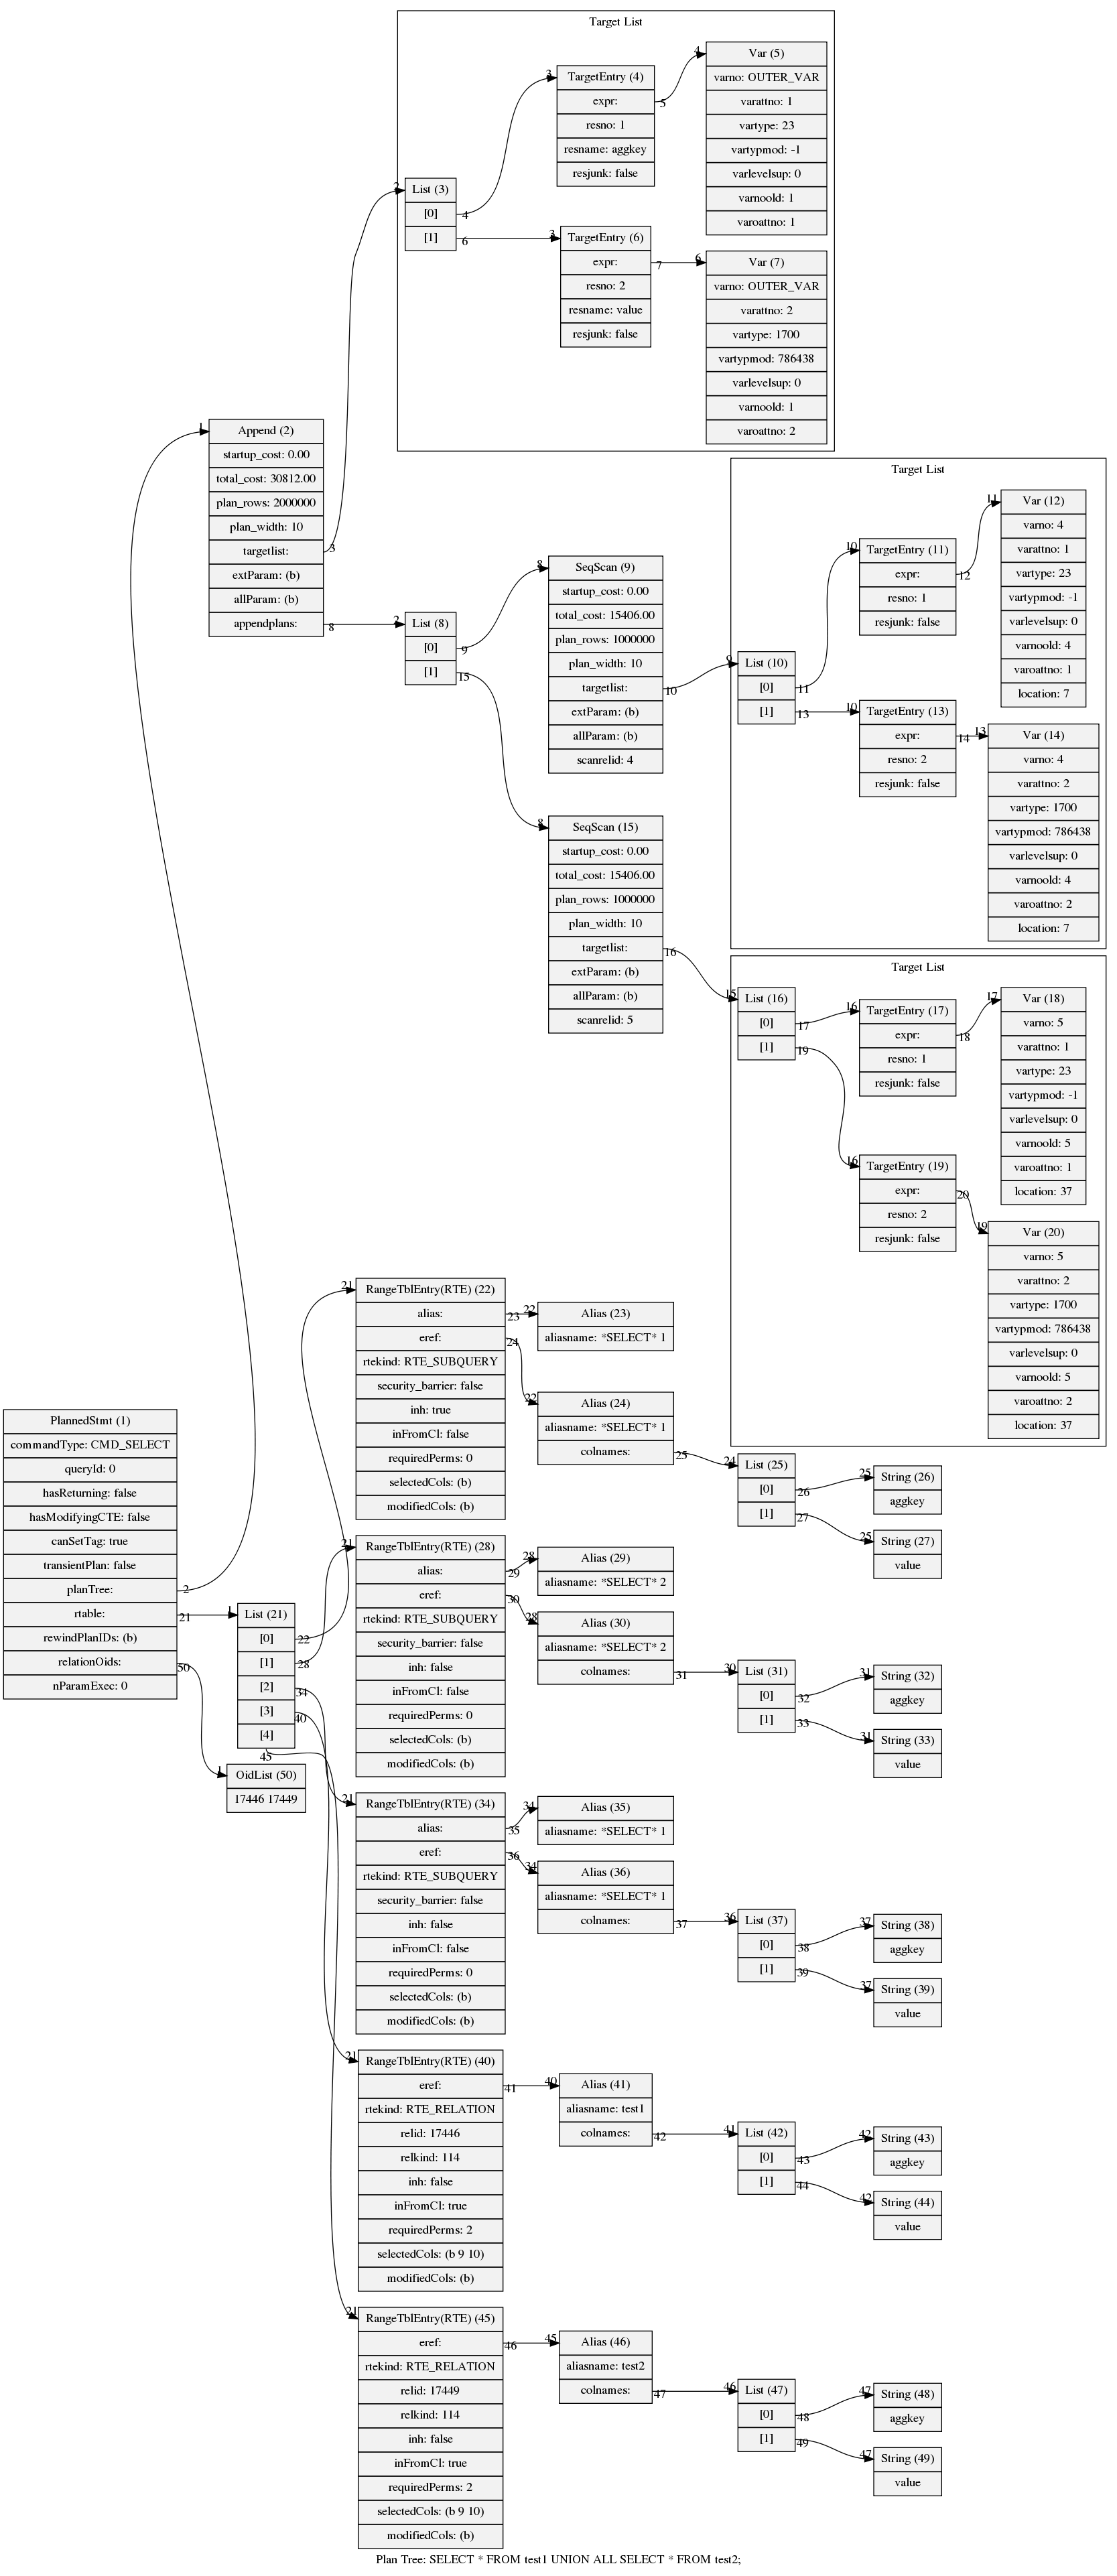 Target List
List (3)
[0]
[1]
TargetEntry (4)
expr:
resno: 1
resname: aggkey
resjunk: false
Var (5)
varno: OUTER_VAR
varattno: 1
vartype: 23
vartypmod: -1
varlevelsup: 0
varnoold: 1
varoattno: 1
TargetEntry (6)
expr:
resno: 2
resname: value
resjunk: false
Var (7)
varno: OUTER_VAR
varattno: 2
vartype: 1700
vartypmod: 786438
varlevelsup: 0
varnoold: 1
varoattno: 2
Append (2)
startup_cost: 0.00
total_cost: 30812.00
plan_rows: 2000000
plan_width: 10
targetlist:
extParam: (b)
allParam: (b)
appendplans:
List (8)
[0]
[1]
SeqScan (9)
startup_cost: 0.00
total_cost: 15406.00
plan_rows: 1000000
plan_width: 10
targetlist:
extParam: (b)
allParam: (b)
scanrelid: 4
Target List
List (10)
[0]
[1]
TargetEntry (11)
expr:
resno: 1
resjunk: false
Var (12)
varno: 4
varattno: 1
vartype: 23
vartypmod: -1
varlevelsup: 0
varnoold: 4
varoattno: 1
location: 7
TargetEntry (13)
expr:
resno: 2
resjunk: false
Var (14)
varno: 4
varattno: 2
vartype: 1700
vartypmod: 786438
varlevelsup: 0
varnoold: 4
varoattno: 2
location: 7
SeqScan (15)
startup_cost: 0.00
total_cost: 15406.00
plan_rows: 1000000
plan_width: 10
targetlist:
extParam: (b)
allParam: (b)
scanrelid: 5
Target List
List (16)
[0]
[1]
TargetEntry (17)
expr:
resno: 1
resjunk: false
Var (18)
varno: 5
varattno: 1
vartype: 23
vartypmod: -1
varlevelsup: 0
varnoold: 5
varoattno: 1
location: 37
TargetEntry (19)
expr:
resno: 2
resjunk: false
Var (20)
varno: 5
varattno: 2
vartype: 1700
vartypmod: 786438
varlevelsup: 0
varnoold: 5
varoattno: 2
location: 37
PlannedStmt (1)
commandType: CMD_SELECT
queryId: 0
hasReturning: false
hasModifyingCTE: false
canSetTag: true
transientPlan: false
planTree:
rtable:
rewindPlanIDs: (b)
relationOids:
nParamExec: 0
List (21)
[0]
[1]
[2]
[3]
[4]
OidList (50)
17446 17449
RangeTblEntry(RTE) (22)
alias:
eref:
rtekind: RTE_SUBQUERY
security_barrier: false
inh: true
inFromCl: false
requiredPerms: 0
selectedCols: (b)
modifiedCols: (b)
Alias (23)
aliasname: *SELECT* 1
Alias (24)
aliasname: *SELECT* 1
colnames:
List (25)
[0]
[1]
String (26)
aggkey
String (27)
value
RangeTblEntry(RTE) (28)
alias:
eref:
rtekind: RTE_SUBQUERY
security_barrier: false
inh: false
inFromCl: false
requiredPerms: 0
selectedCols: (b)
modifiedCols: (b)
Alias (29)
aliasname: *SELECT* 2
Alias (30)
aliasname: *SELECT* 2
colnames:
List (31)
[0]
[1]
String (32)
aggkey
String (33)
value
RangeTblEntry(RTE) (34)
alias:
eref:
rtekind: RTE_SUBQUERY
security_barrier: false
inh: false
inFromCl: false
requiredPerms: 0
selectedCols: (b)
modifiedCols: (b)
Alias (35)
aliasname: *SELECT* 1
Alias (36)
aliasname: *SELECT* 1
colnames:
List (37)
[0]
[1]
String (38)
aggkey
String (39)
value
RangeTblEntry(RTE) (40)
eref:
rtekind: RTE_RELATION
relid: 17446
relkind: 114
inh: false
inFromCl: true
requiredPerms: 2
selectedCols: (b 9 10)
modifiedCols: (b)
Alias (41)
aliasname: test1
colnames:
List (42)
[0]
[1]
String (43)
aggkey
String (44)
value
RangeTblEntry(RTE) (45)
eref:
rtekind: RTE_RELATION
relid: 17449
relkind: 114
inh: false
inFromCl: true
requiredPerms: 2
selectedCols: (b 9 10)
modifiedCols: (b)
Alias (46)
aliasname: test2
colnames:
List (47)
[0]
[1]
String (48)
aggkey
String (49)
value
Plan Tree: SELECT * FROM test1 UNION ALL SELECT * FROM test2;